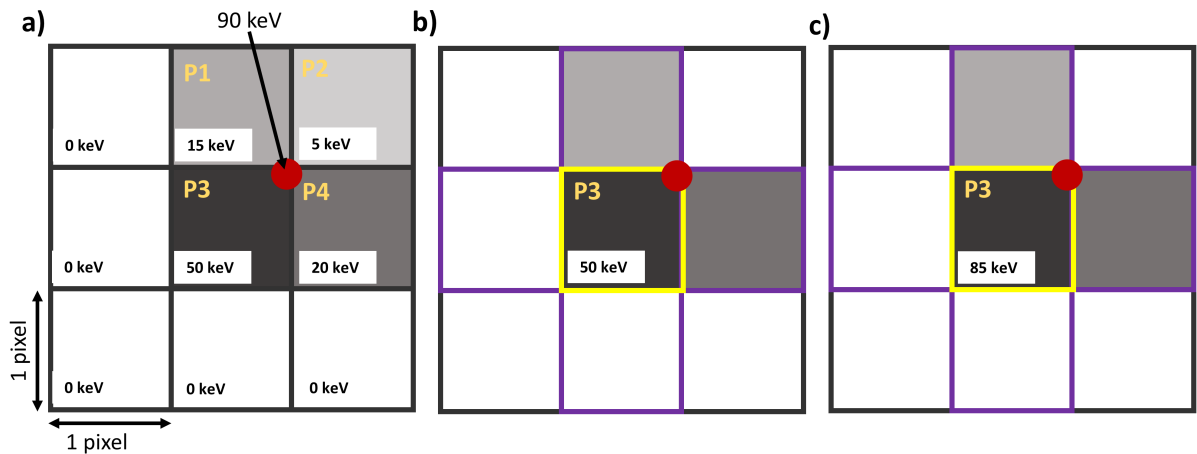 a)
90 keV
b)
c)
P1
P2
0 keV
15 keV
5 keV
P3
P4
P3
P3
0 keV
50 keV
20 keV
50 keV
85 keV
1 pixel
0 keV
0 keV
0 keV
1 pixel